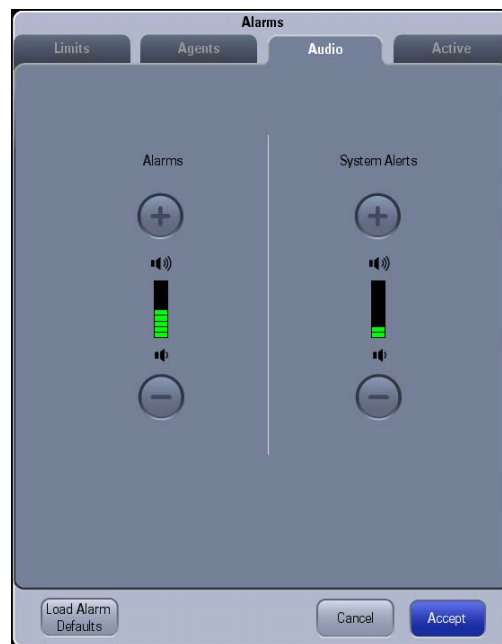 Alarms
Limits
Agents
Audio
Active
Alarms
System Alerts
Load Alarm
Defaults
Cancel
Accept